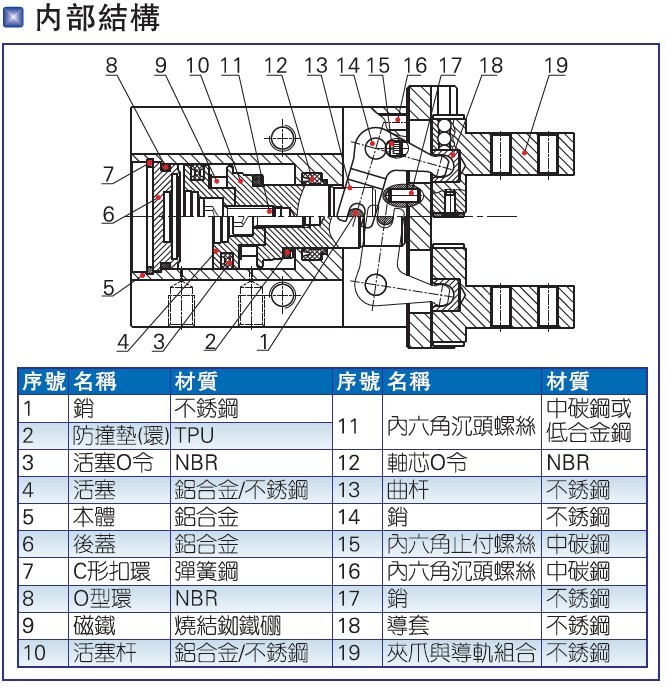 內部結構
8 9 10 11 12 13 14 15 16 17 18 19
7
6
5
4 3 2 1
序號 名稱 材質 序號 名稱 材質
1 銷 不銹鋼 11 內六角沉頭螺絲 中碳鋼或低合金鋼
2 防撞墊(環) TPU
3 活塞O令 NBR 12 軸芯O令 NBR
4 活塞 鋁合金/不銹鋼 13 曲杆 不銹鋼
5 本體 鋁合金 14 銷 不銹鋼
6 後蓋 鋁合金 15 內六角止付螺絲 中碳鋼
7 C形扣環 彈簧鋼 16 內六角沉頭螺絲 中碳鋼
8 O型環 NBR 17 銷 不銹鋼
9 磁鐵 燒結釹鐵硼 18 導套 不銹鋼
10 活塞杆 鋁合金/不銹鋼 19 夾爪與導軌組合 不銹鋼